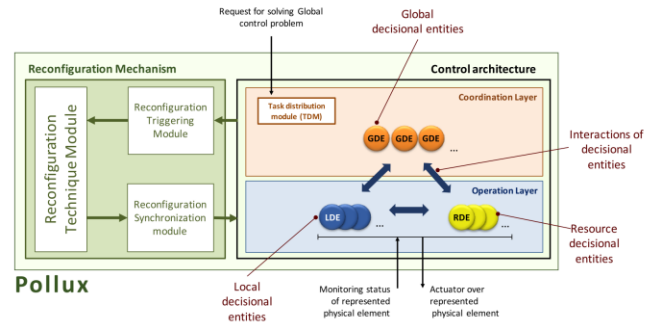 Request for solving Global
control problem
Global
decisional entities
Reconfiguration Mechanism
Control architecture
Reconfiguration
Technique Module
Reconfiguration
Triggering
Module
Reconfiguration
Synchronization
module
Task distribution
module (TDM)
Coordination Layer
GDE GDE GDE ...
Interactions of
decisional
entities
Operation Layer
LDE ...
RDE ...
Resource
decisional
entities
Pollux
Local
decisional
entities
Monitoring status
of represented
physical element
Actuator over
represented
physical element